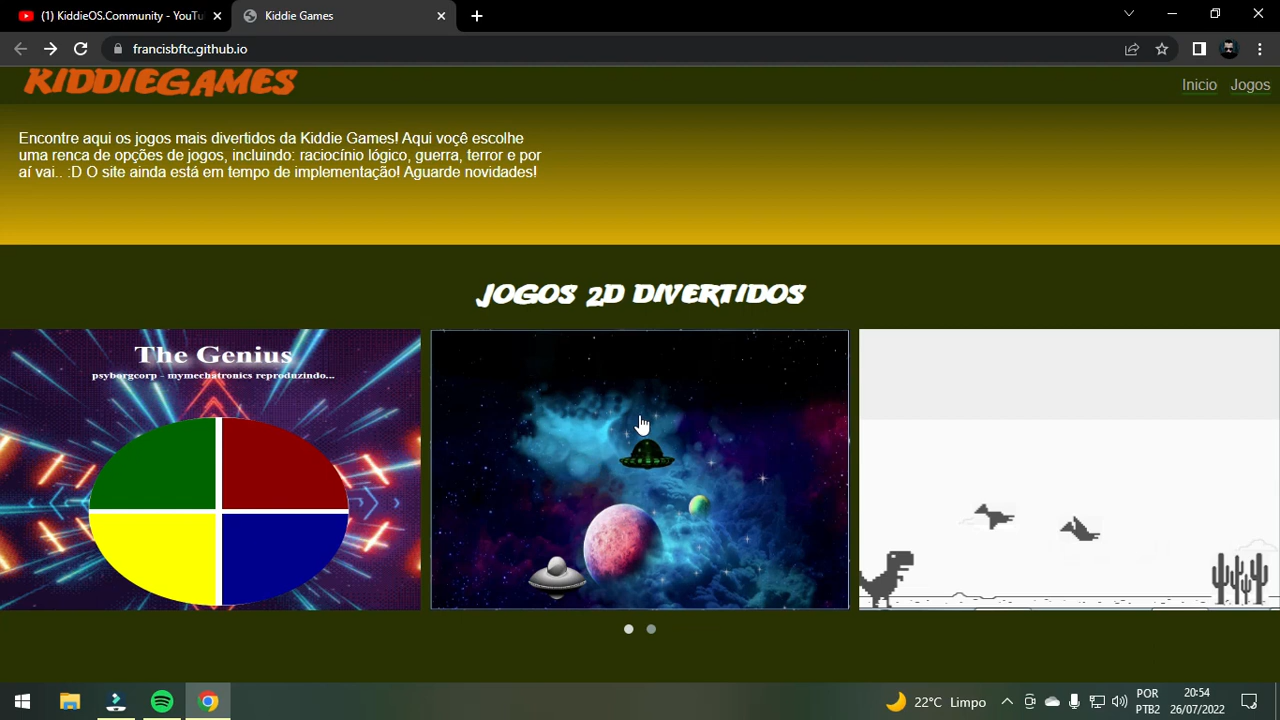 (1) KiddieOS.Community - YouTu
Kiddie Games
francisbftc.github.io
KIDDIEGAMES
Inicio
Jogos
Encontre aqui os jogos mais divertidos da Kiddie Games! Aqui voçê escolhe
uma renca de opções de jogos, incluindo: raciocínio lógico, guerra, terror e por
aí vai.. :D O site ainda está em tempo de implementação! Aguarde novidades!
JOGOS 2D DIVERTIDOS
The Genius
psyborgcorp - mymechatronics reproduzindo...
22°C Limpo
POR
PTB2
20:54
26/07/2022